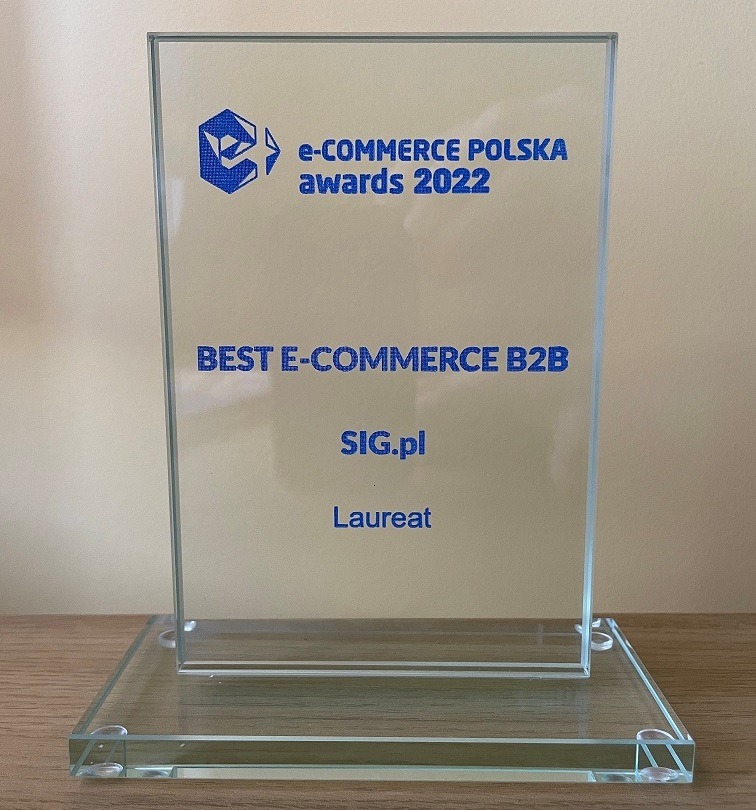 e-COMMERCE POLSKA
awards 2022
BEST E-COMMERCE B2B
SIG.pl
Laureat